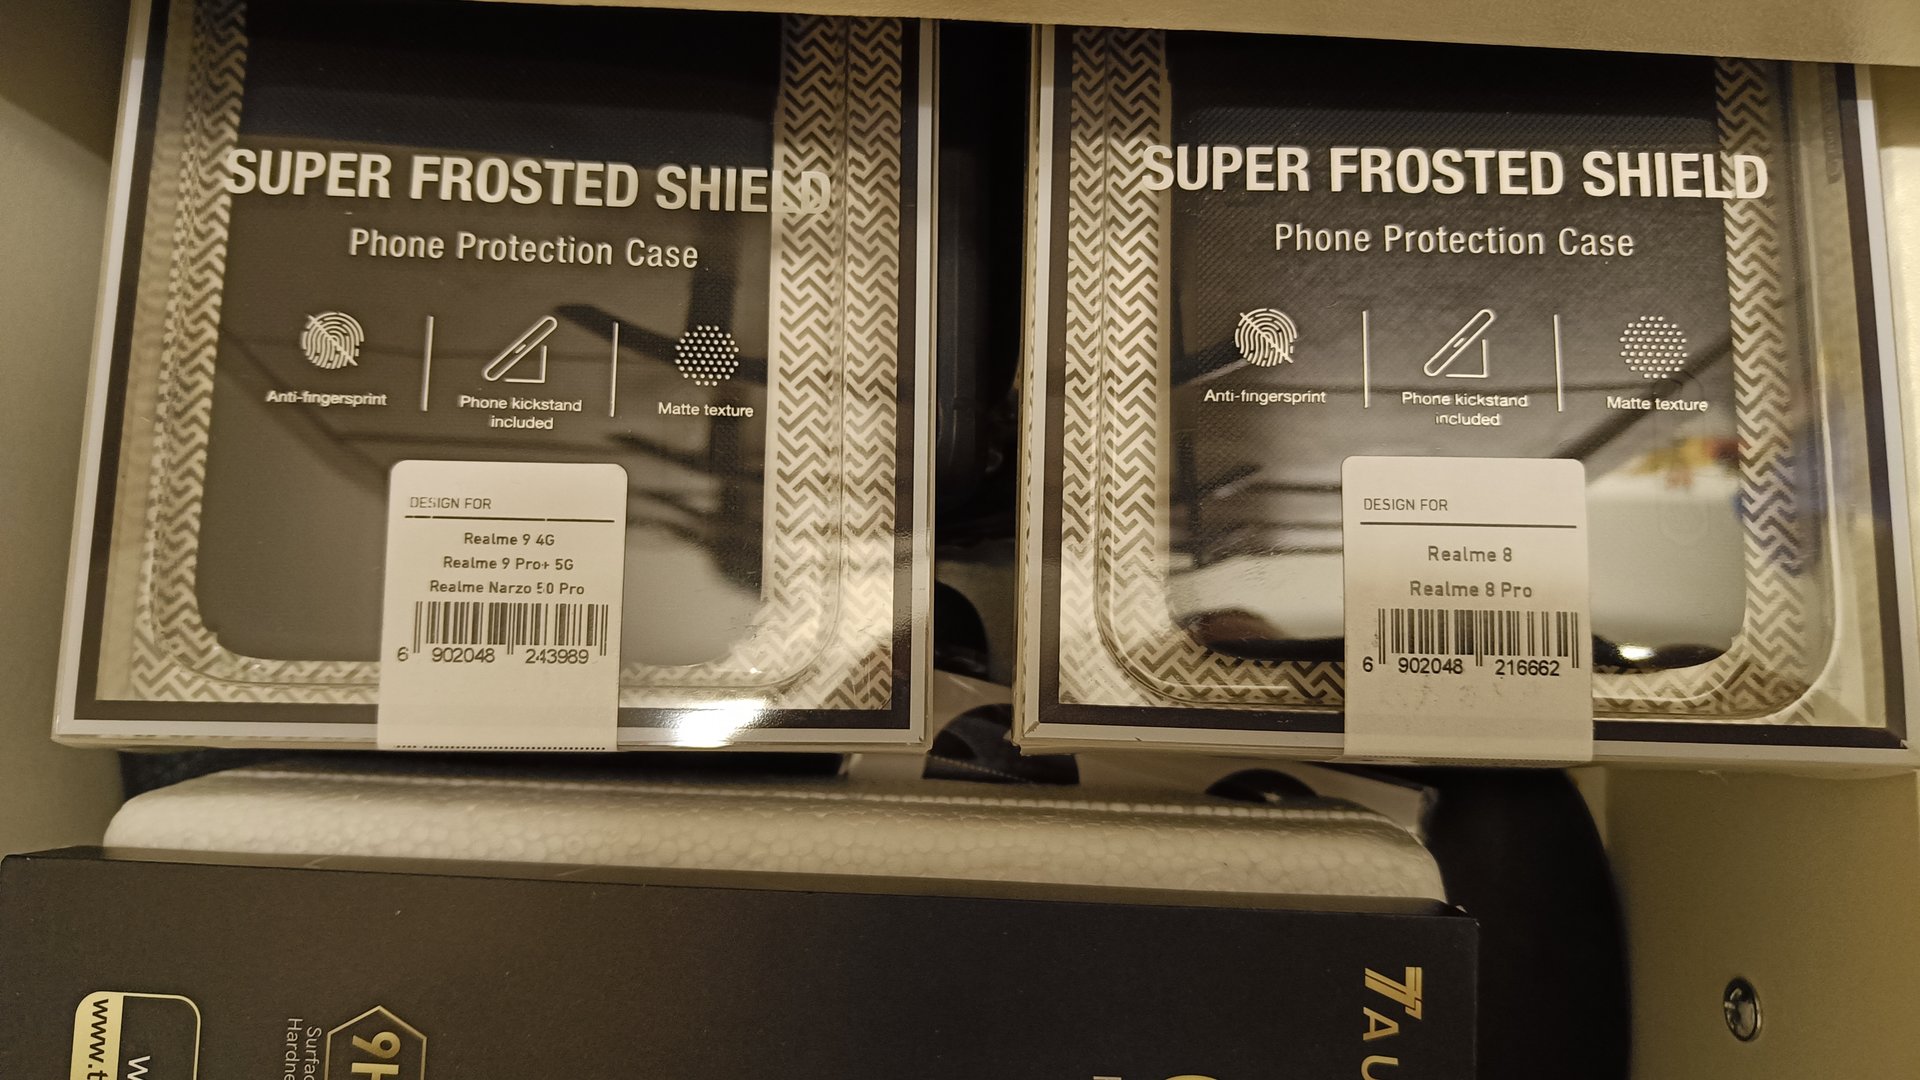 SUPER FROSTED SHIELD
Phone Protection Case
Anti-fingersprint
Phone kickstand
included
Matte texture
DESIGN FOR
Realme 9 4G
Realme 9 Pro+ 5G
Realme Narzo 50 Pro
6 902048 243989
SUPER FROSTED SHIELD
Phone Protection Case
Anti-fingersprint
Phone kickstand
included
Matte texture
DESIGN FOR
Realme 8
Realme 8 Pro
6 902048 216662
www.t
9H